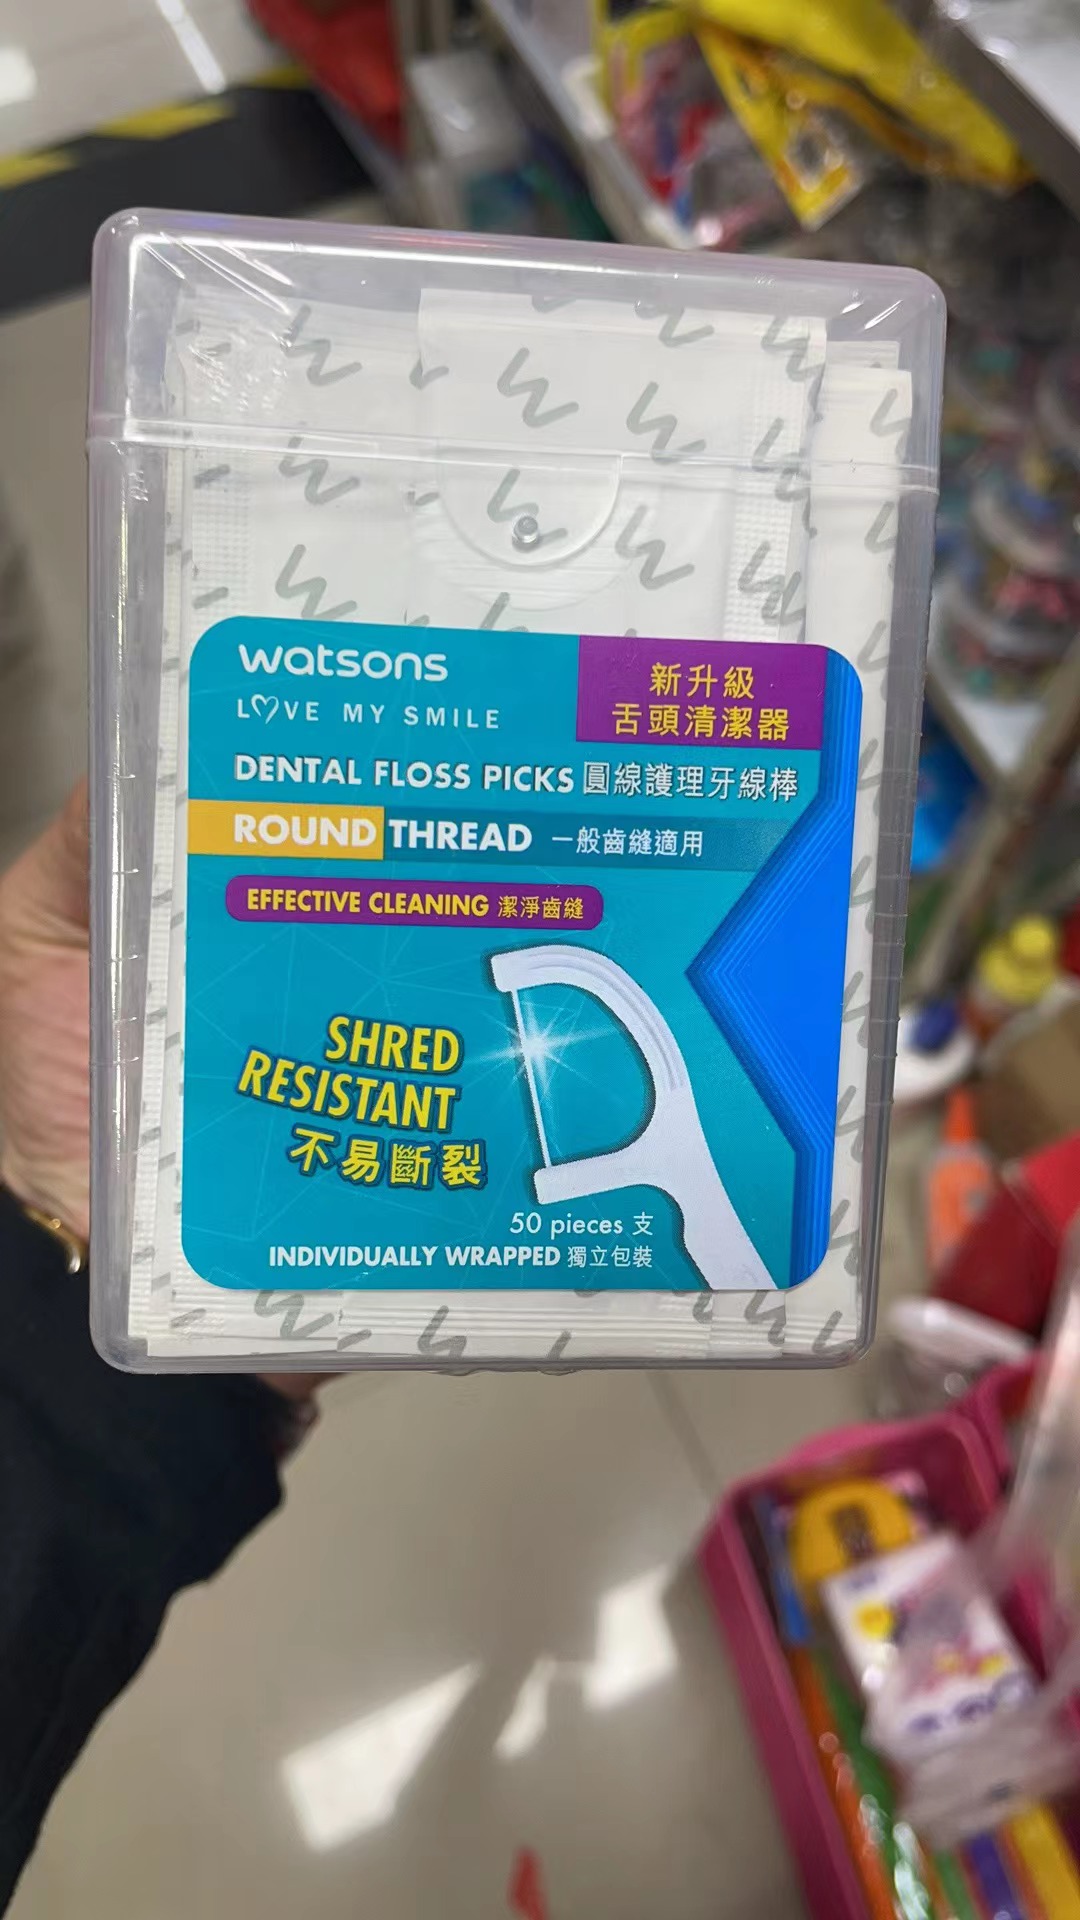 watsons
LOVE MY SMILE
新升級
舌頭清潔器
DENTAL FLOSS PICKS 圓線護理牙線棒
ROUND THREAD 一般齒縫適用
EFFECTIVE CLEANING 潔淨齒縫
SHRED
RESISTANT
不易斷裂
50 pieces 支
INDIVIDUALLY WRAPPED 獨立包裝